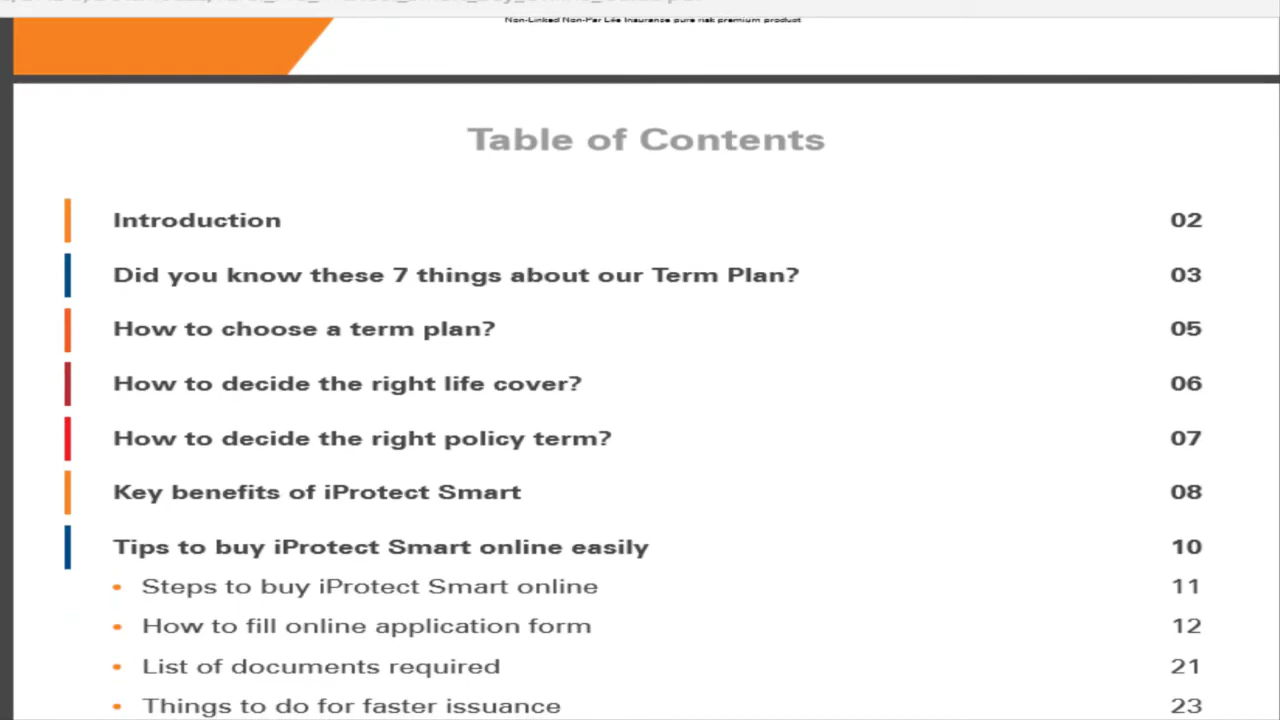 Non-Linked Non-Par Life Insurance pure risk premium product
Table of Contents
Introduction 02
Did you know these 7 things about our Term Plan? 03
How to choose a term plan? 05
How to decide the right life cover? 06
How to decide the right policy term? 07
Key benefits of iProtect Smart 08
Tips to buy iProtect Smart online easily 10
• Steps to buy iProtect Smart online 11
• How to fill online application form 12
• List of documents required 21
• Things to do for faster issuance 23